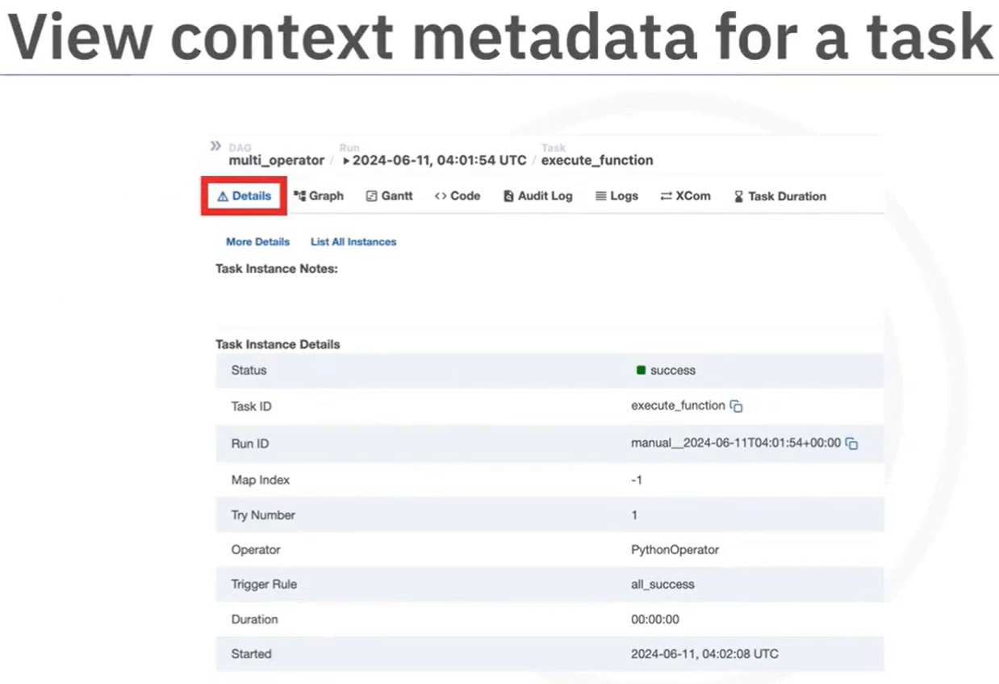 View context metadata for a task
DAG Run Task
multi_operator / 2024-06-11, 04:01:54 UTC / execute_function
Details Graph Gantt Code Audit Log Logs XCom Task Duration
More Details List All Instances
Task Instance Notes:
Task Instance Details
Status success
Task ID execute_function
Run ID manual__2024-06-11T04:01:54+00:00
Map Index -1
Try Number 1
Operator PythonOperator
Trigger Rule all_success
Duration 00:00:00
Started 2024-06-11, 04:02:08 UTC